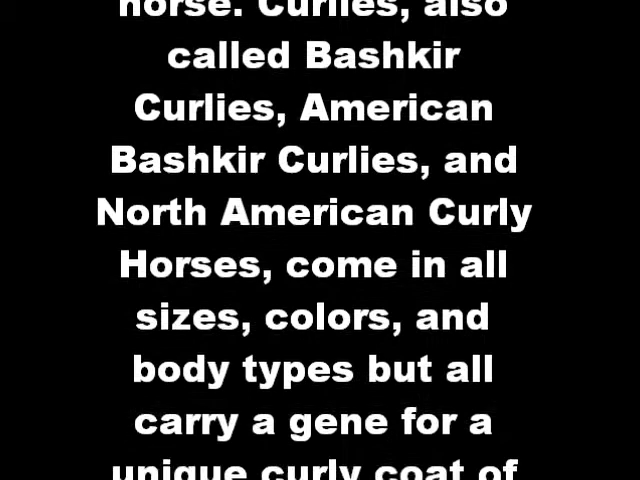 horse. Curlies, also
called Bashkir
Curlies, American
Bashkir Curlies, and
North American Curly
Horses, come in all
sizes, colors, and
body types but all
carry a gene for a
unique curly coat of